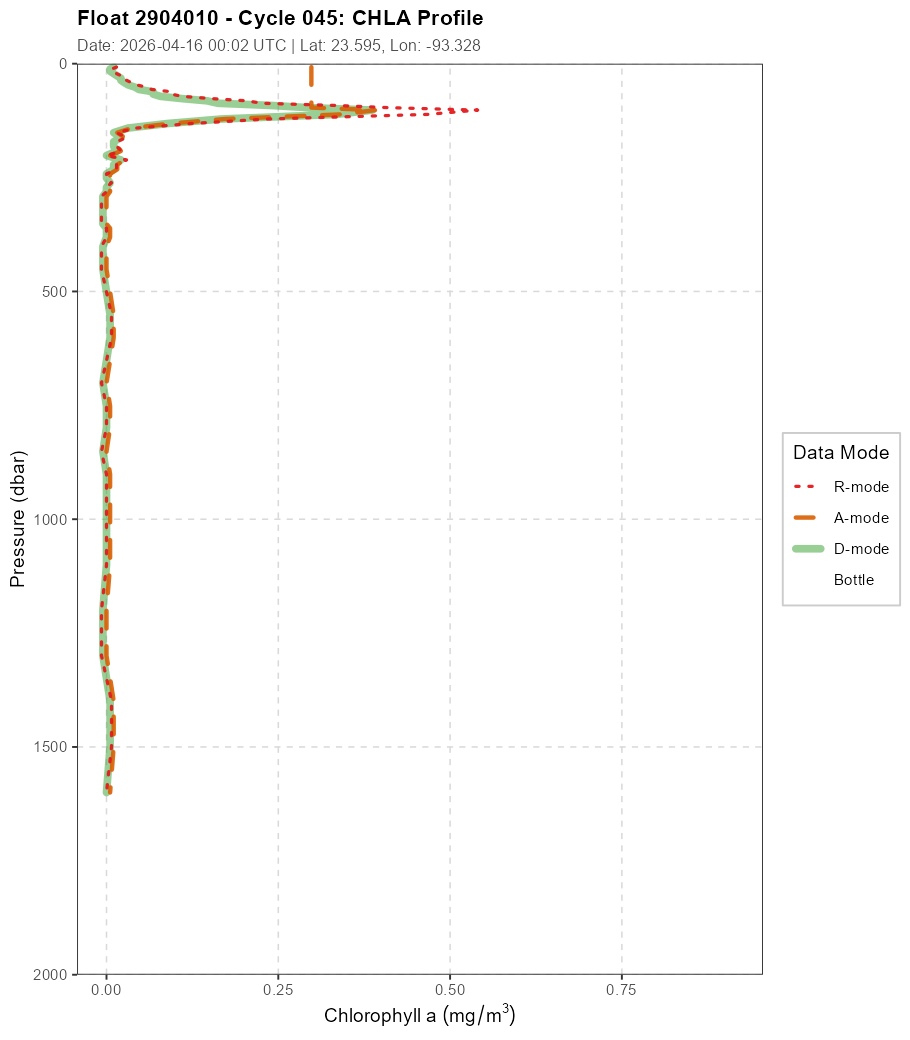 Float 2904010 - Cycle 045: CHLA Profile
Date: 2026-04-16 00:02 UTC | Lat: 23.595, Lon: -93.328
0
500
1000
1500
2000
Pressure (dbar)
0.00
0.25
0.50
0.75
Chlorophyll a (mg/m³)
Data Mode
R-mode
A-mode
D-mode
Bottle